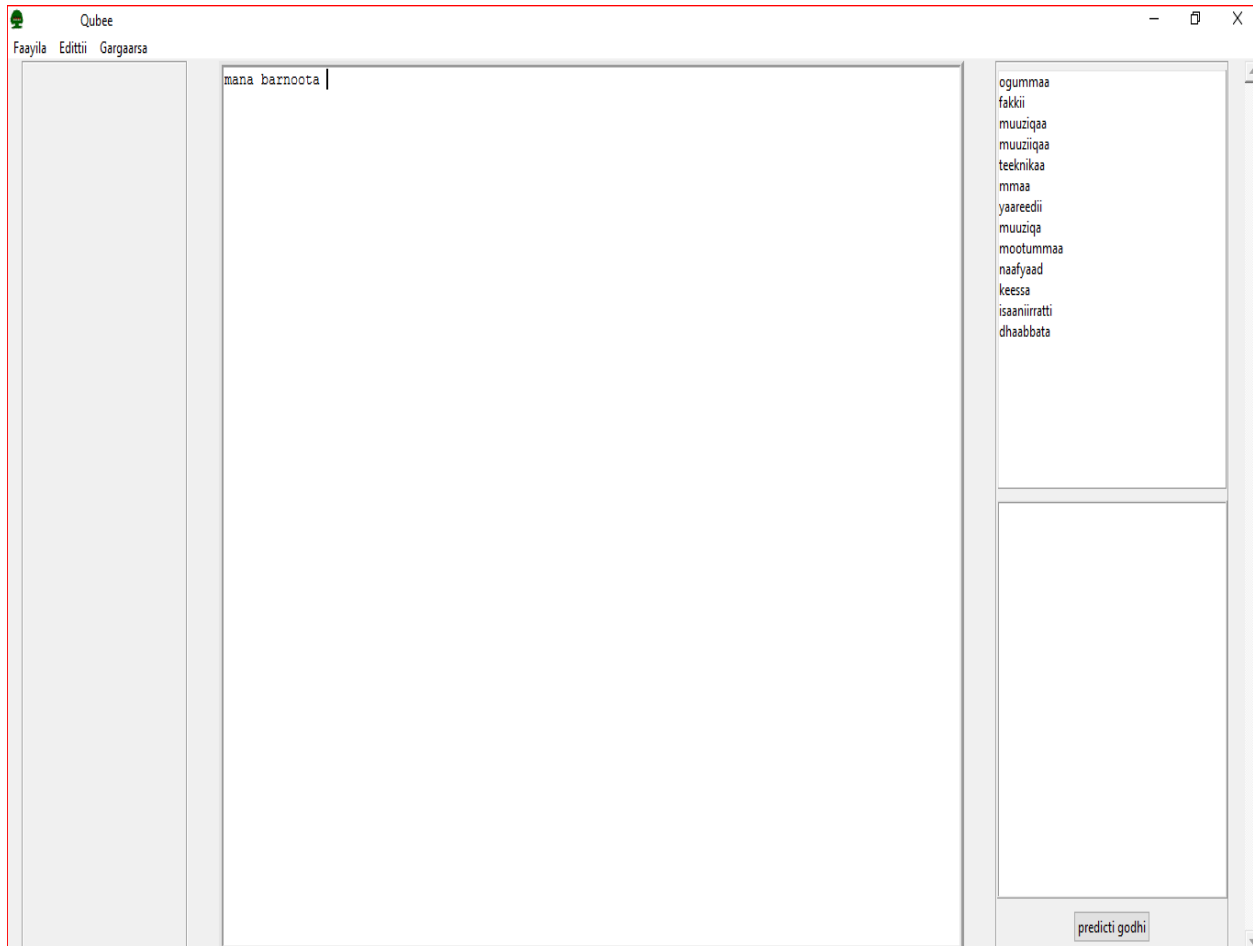 Qubee
Faayila Edittii Gargaarsa
mana barnoota
ogummaa
fakkii
muuziqaa
muuziiqaa
teeknikaa
mmaa
yaareedii
muuziqa
mootummaa
naafyaad
keessa
isaaniirratti
dhaabbata
predicti godhi